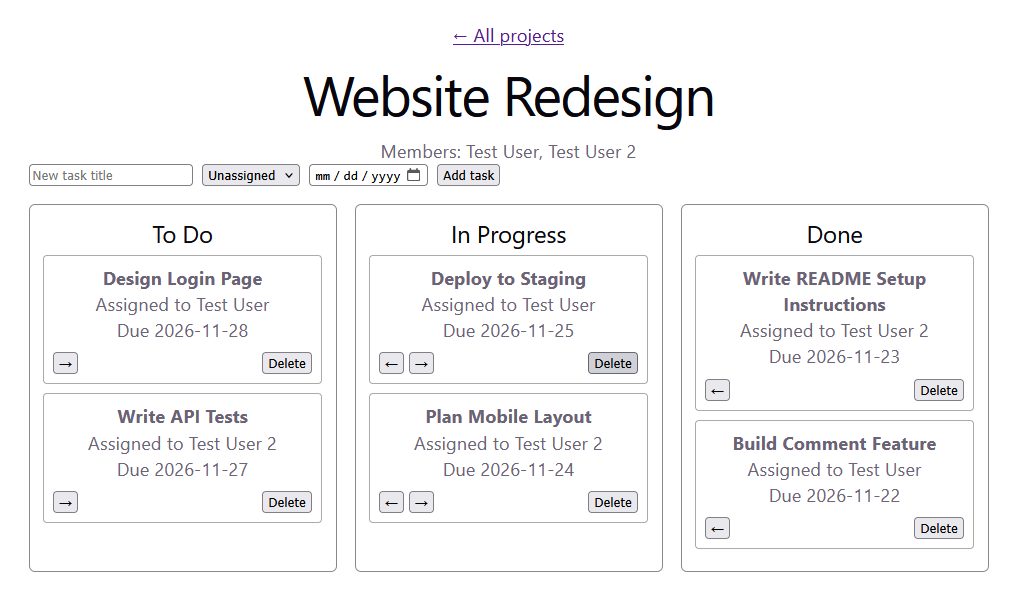 ← All projects
Website Redesign
Members: Test User, Test User 2
New task title Unassigned mm / dd / yyyy Add task
To Do
Design Login Page
Assigned to Test User
Due 2026-11-28
→ Delete
Write API Tests
Assigned to Test User 2
Due 2026-11-27
→ Delete
In Progress
Deploy to Staging
Assigned to Test User
Due 2026-11-25
← → Delete
Plan Mobile Layout
Assigned to Test User 2
Due 2026-11-24
← → Delete
Done
Write README Setup
Instructions
Assigned to Test User 2
Due 2026-11-23
← Delete
Build Comment Feature
Assigned to Test User
Due 2026-11-22
← Delete